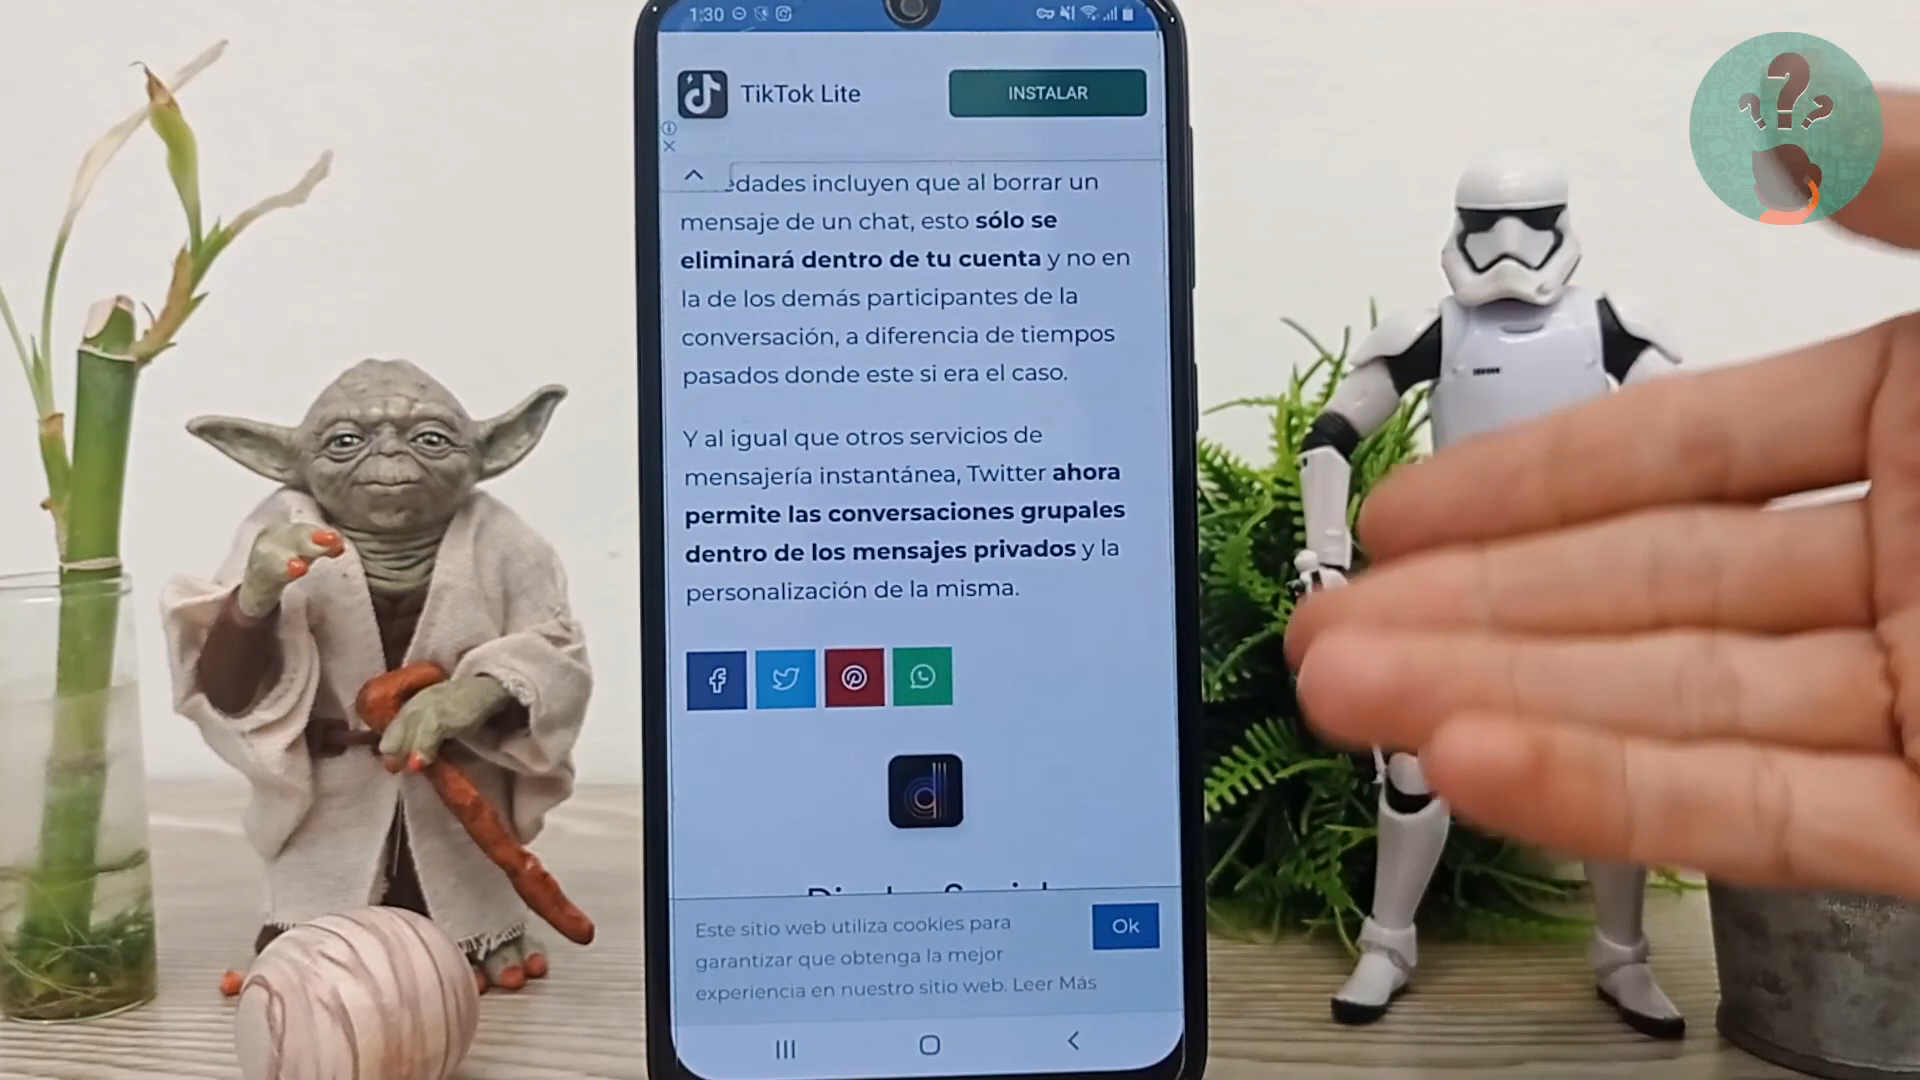 1:30
TikTok Lite
INSTALAR
edades incluyen que al borrar un
mensaje de un chat, esto sólo se
eliminará dentro de tu cuenta y no en
la de los demás participantes de la
conversación, a diferencia de tiempos
pasados donde este si era el caso.
Y al igual que otros servicios de
mensajería instantánea, Twitter ahora
permite las conversaciones grupales
dentro de los mensajes privados y la
personalización de la misma.
Este sitio web utiliza cookies para
garantizar que obtenga la mejor
experiencia en nuestro sitio web. Leer Más
Ok